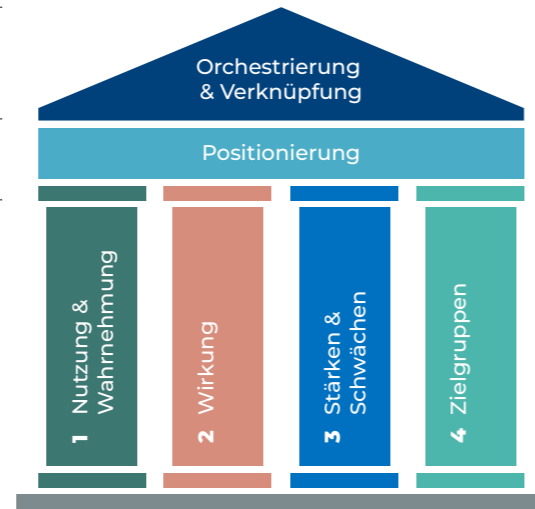 Orchestrierung
& Verknüpfung
Positionierung
1 Nutzung &
Wahrnehmung
2 Wirkung
3 Stärken &
Schwächen
4 Zielgruppen